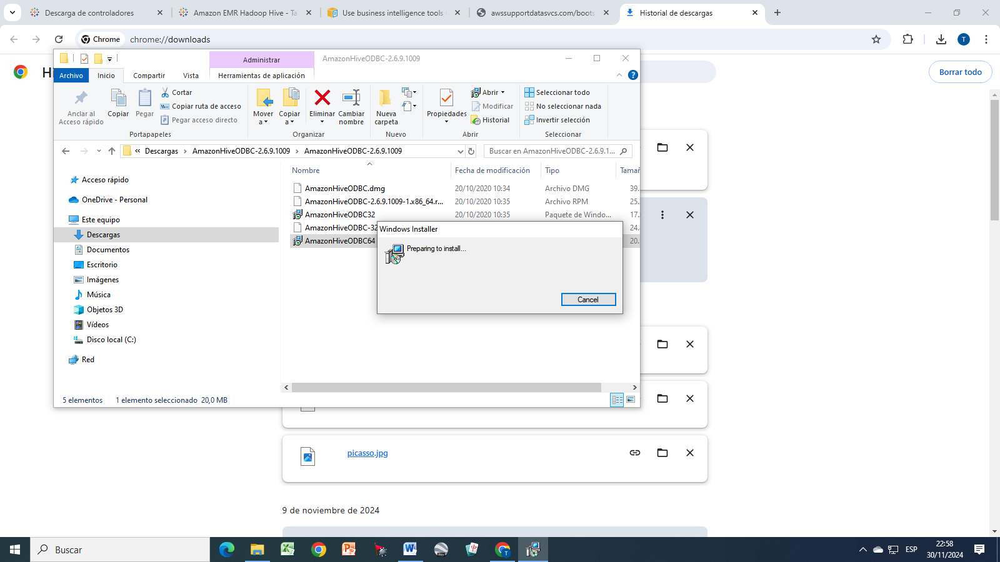 Descarga de controladores
Amazon EMR Hadoop Hive - Ta
Use business intelligence tools
awssupportdatasvcs.com/boots
Historial de descargas
Chrome
chrome://downloads
T
H
Borrar todo
Administrar
AmazonHiveODBC-2.6.9.1009
Archivo
Inicio
Compartir
Vista
Herramientas de aplicación
Anclar al
Acceso rápido
Copiar
Pegar
Cortar
Copiar ruta de acceso
Pegar acceso directo
Portapapeles
Mover
a
Copiar
a
Eliminar
Cambiar
nombre
Organizar
Nueva
carpeta
Nuevo
Propiedades
Abrir
Modificar
Historial
Abrir
Seleccionar todo
No seleccionar nada
Invertir selección
Seleccionar
« Descargas > AmazonHiveODBC-2.6.9.1009 > AmazonHiveODBC-2.6.9.1009
Buscar en AmazonHiveODBC-2.6.9.1...
Acceso rápido
OneDrive - Personal
Este equipo
Descargas
Documentos
Escritorio
Imágenes
Música
Objetos 3D
Vídeos
Disco local (C:)
Red
Nombre
Fecha de modificación
Tipo
Tamañ
AmazonHiveODBC.dmg 20/10/2020 10:34 Archivo DMG 39.
AmazonHiveODBC-2.6.9.1009-1.x86_64.r... 20/10/2020 10:35 Archivo RPM 25.
AmazonHiveODBC32 20/10/2020 10:35 Paquete de Windo... 17.
AmazonHiveODBC-32 24.
AmazonHiveODBC64 20.
Windows Installer
Preparing to install...
Cancel
5 elementos
1 elemento seleccionado 20,0 MB
picasso.jpg
9 de noviembre de 2024
Buscar
Pro
T
ESP
22:58
30/11/2024